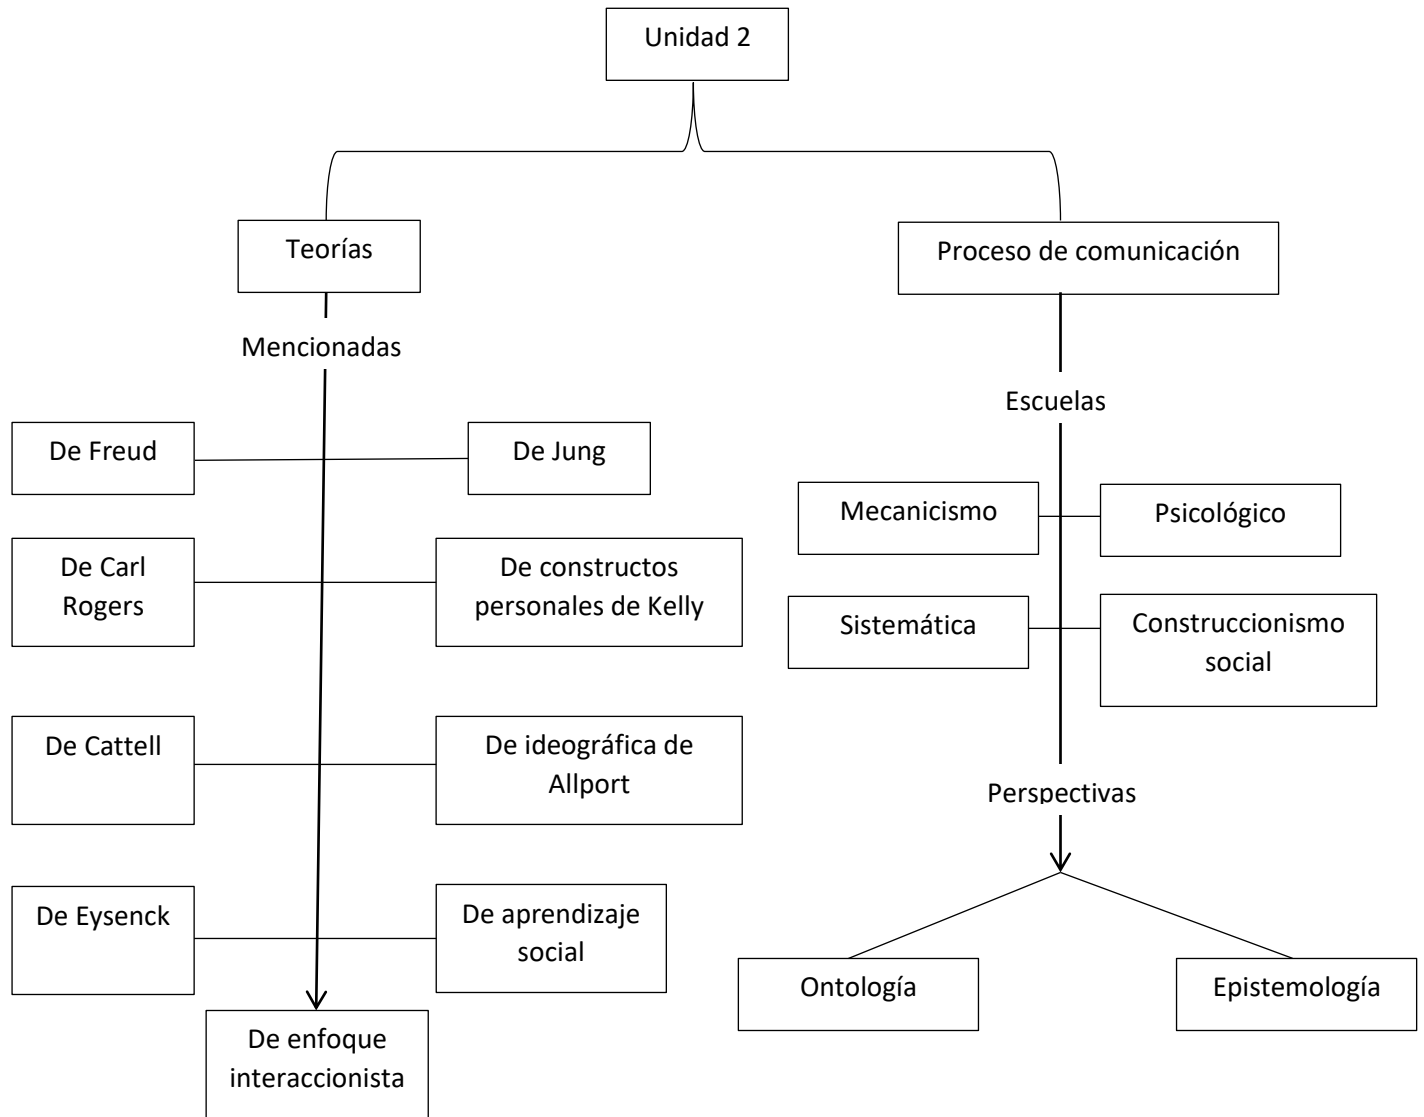 Unidad 2
Teorías
Proceso de comunicación
Mencionadas
Escuelas
De Freud
De Jung
Mecanicismo
Psicológico
De Carl
Rogers
De constructos
personales de Kelly
Sistemática
Construccionismo
social
De Cattell
De ideográfica de
Allport
Perspectivas
De Eysenck
De aprendizaje
social
Ontología
Epistemología
De enfoque
interaccionista